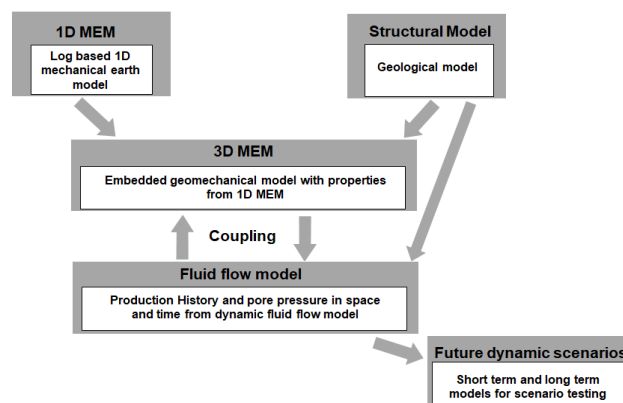 1D MEM
Log based 1D
mechanical earth
model
Structural Model
Geological model
3D MEM
Embedded geomechanical model with properties
from 1D MEM
Coupling
Fluid flow model
Production History and pore pressure in space
and time from dynamic fluid flow model
Future dynamic scenarios
Short term and long term
models for scenario testing